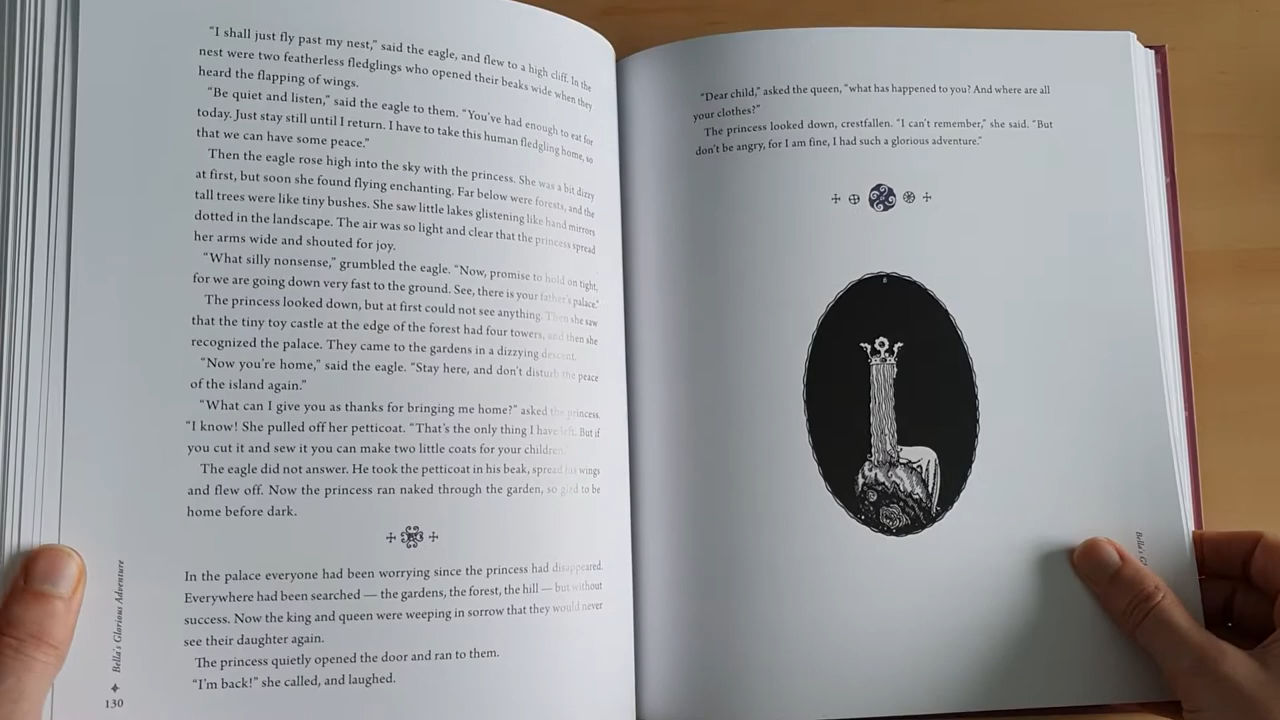 “I shall just fly past my nest,” said the eagle, and flew to a high cliff. In the
nest were two featherless fledglings who opened their beaks wide when they
heard the flapping of wings.
“Be quiet and listen,” said the eagle to them. “You’ve had enough to eat for
today. Just stay still until I return. I have to take this human fledgling home, so
that we can have some peace.”
Then the eagle rose high into the sky with the princess. She was a bit dizzy
at first, but soon she found flying enchanting. Far below were forests, and the
tall trees were like tiny bushes. She saw little lakes glistening like hand mirrors
dotted in the landscape. The air was so light and clear that the princess spread
her arms wide and shouted for joy.
“What silly nonsense,” grumbled the eagle. “Now, promise to hold on tight,
for we are going down very fast to the ground. See, there is your father’s palace.”
The princess looked down, but at first could not see anything. Then she saw
that the tiny toy castle at the edge of the forest had four towers, and then she
recognized the palace. They came to the gardens in a dizzying descent.
“Now you’re home,” said the eagle. “Stay here, and don’t disturb the peace
of the island again.”
“What can I give you as thanks for bringing me home?” asked the princess.
“I know! She pulled off her petticoat. “That’s the only thing I have left. But if
you cut it and sew it you can make two little coats for your children.”
The eagle did not answer. He took the petticoat in his beak, spread his wings
and flew off. Now the princess ran naked through the garden, so glad to be
home before dark.
In the palace everyone had been worrying since the princess had disappeared.
Everywhere had been searched — the gardens, the forest, the hill — but without
success. Now the king and queen were weeping in sorrow that they would never
see their daughter again.
The princess quietly opened the door and ran to them.
“I’m back!” she called, and laughed.
Bella’s Glorious Adventure
130
“Dear child,” asked the queen, “what has happened to you? And where are all
your clothes?”
The princess looked down, crestfallen. “I can’t remember,” she said. “But
don’t be angry, for I am fine, I had such a glorious adventure.”
Bella’s